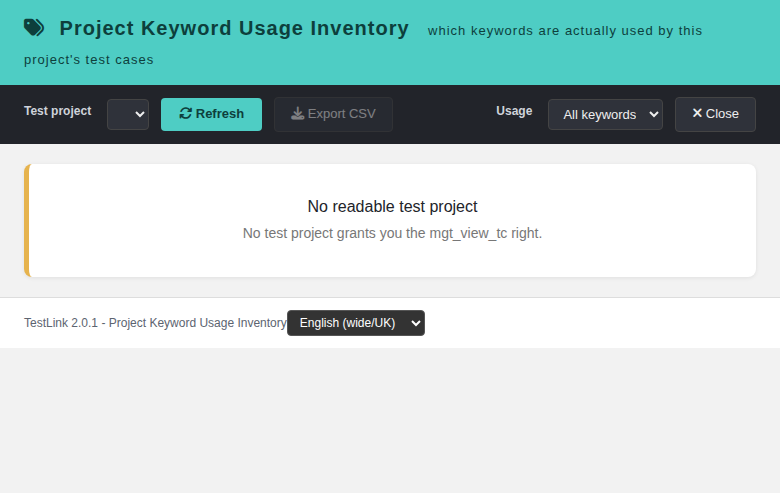 Project Keyword Usage Inventory which keywords are actually used by this
project's test cases
Test project Refresh Export CSV Usage All keywords Close
No readable test project
No test project grants you the mgt_view_tc right.
TestLink 2.0.1 - Project Keyword Usage Inventory English (wide/UK)